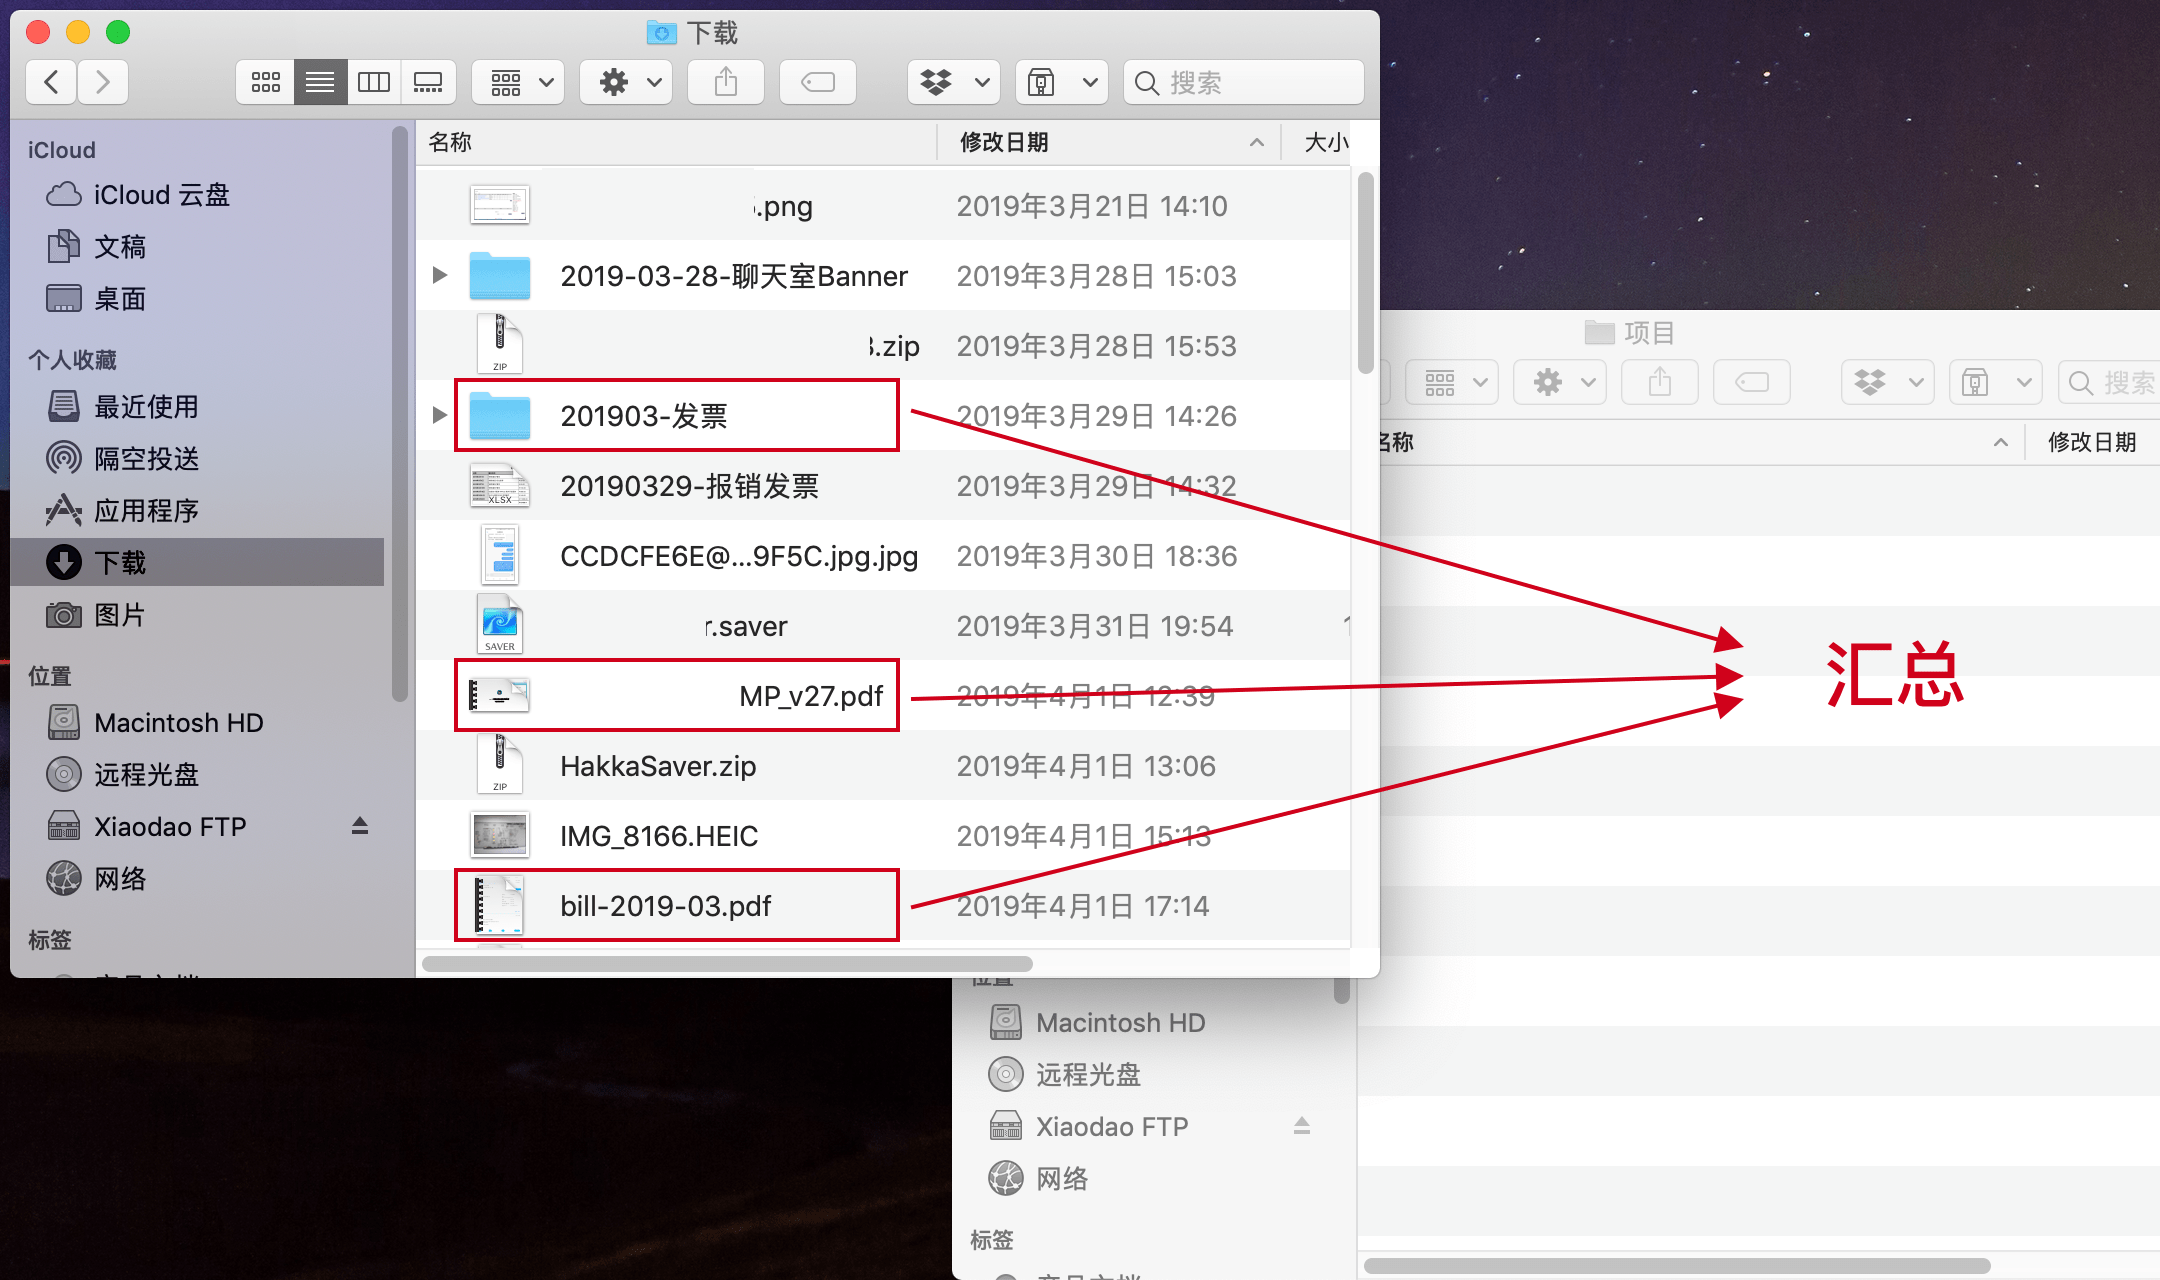 下载
搜索
iCloud
iCloud 云盘
文稿
桌面
个人收藏
最近使用
隔空投送
应用程序
下载
图片
位置
Macintosh HD
远程光盘
Xiaodao FTP
网络
标签
名称 修改日期 大小
.png 2019年3月21日 14:10
2019-03-28-聊天室Banner 2019年3月28日 15:03
ZIP
.zip 2019年3月28日 15:53
201903-发票 2019年3月29日 14:26
XLSX
20190329-报销发票 2019年3月29日 14:32
CCDCFE6E@...9F5C.jpg.jpg 2019年3月30日 18:36
SAVER
r.saver 2019年3月31日 19:54
MP_v27.pdf 2019年4月1日 12:39
ZIP
HakkaSaver.zip 2019年4月1日 13:06
IMG_8166.HEIC 2019年4月1日 15:13
bill-2019-03.pdf 2019年4月1日 17:14
项目
搜索
名称 修改日期
汇总
位置
Macintosh HD
远程光盘
Xiaodao FTP
网络
标签